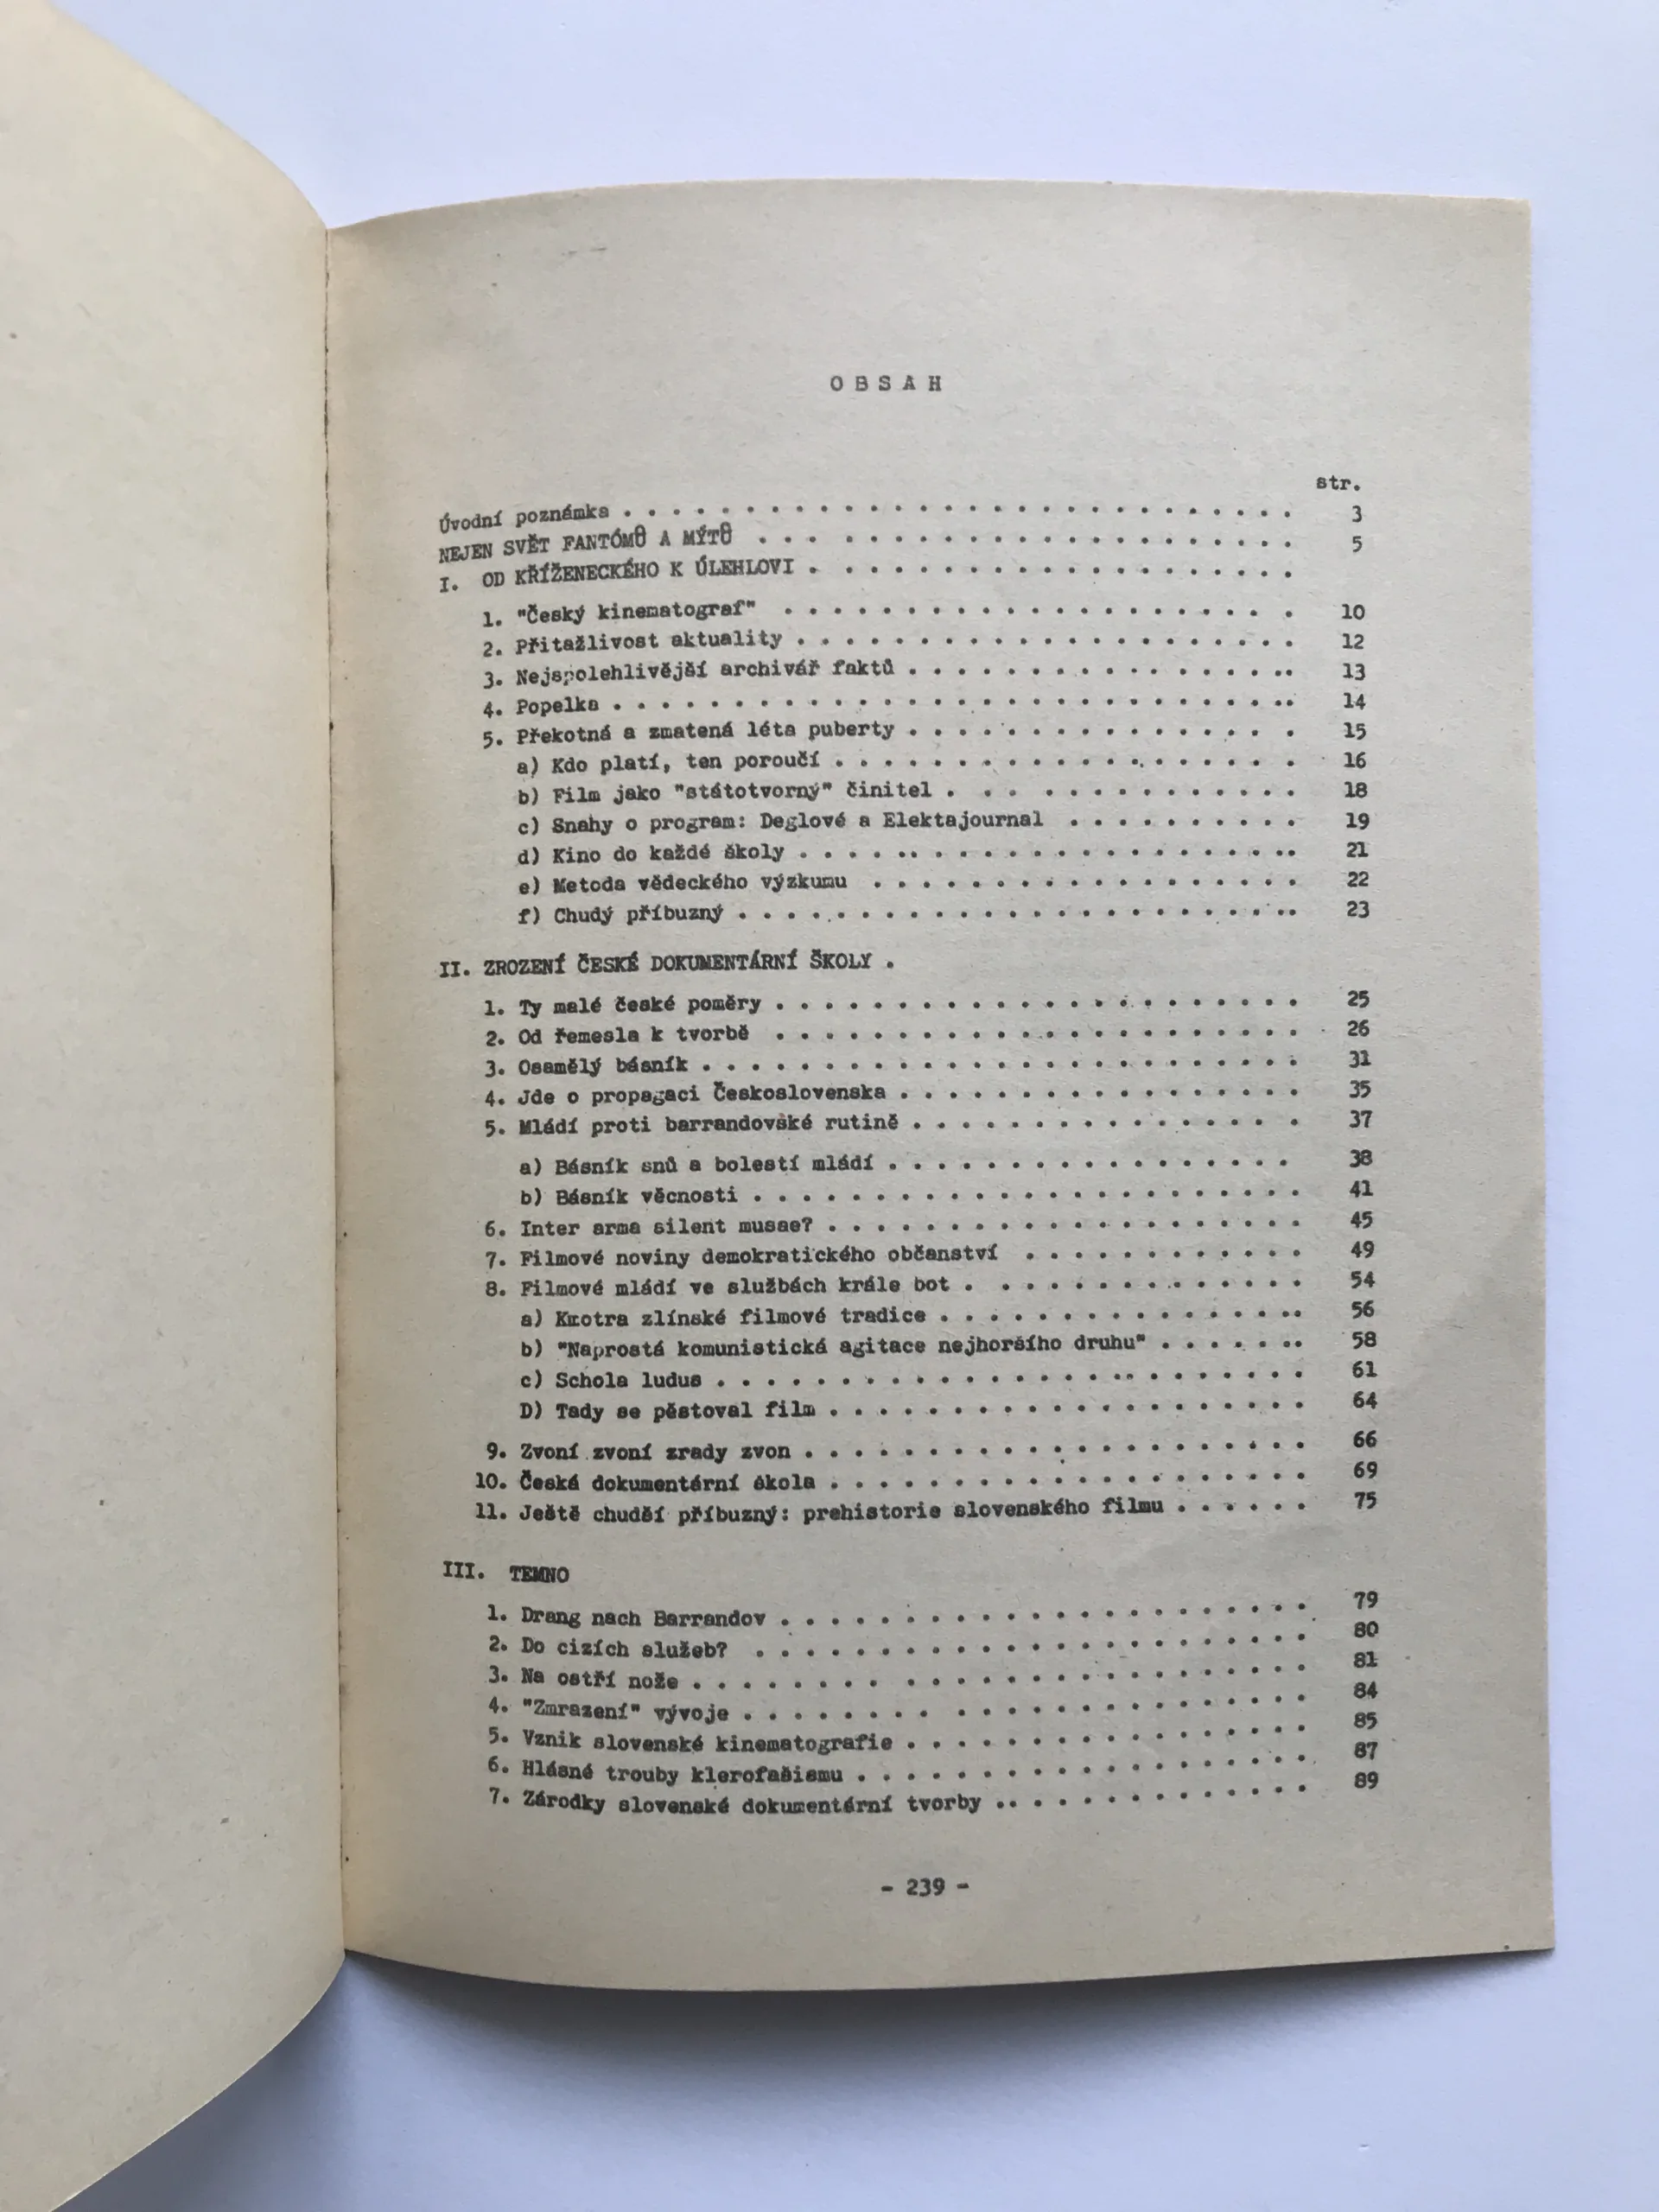 OBSAH
str.
Úvodní poznámka . . . . . . . . . . . . . . . . . . . . . . . . . . . . 3
NEJEN SVĚT FANTÓMŮ A MÝTŮ . . . . . . . . . . . . . . . . . . . . . . 5
I. OD KŘÍŽENECKÉHO K ÚLEHLOVI . . . . . . . . . . . . . . . . . . . .
1. "Český kinematograf" . . . . . . . . . . . . . . . . . . . . . 10
2. Přitažlivost aktuality . . . . . . . . . . . . . . . . . . . . . 12
3. Nejspolehlivější archivář faktů . . . . . . . . . . . . . . . .. 13
4. Popelka . . . . . . . . . . . . . . . . . . . . . . . . . . . .. 14
5. Překotná a zmatená léta puberty . . . . . . . . . . . . . . . . 15
a) Kdo platí, ten poroučí . . . . . . . . . . . . . . . . . . . 16
b) Film jako "státotvorný" činitel . . . . . . . . . . . . . . 18
c) Snahy o program: Deglové a Elektajournal . . . . . . . . . . 19
d) Kino do každé školy . . . . .. . . . . . . . . . . . . . . .. 21
e) Metoda vědeckého výzkumu . . . . . . . . . . . . . . . . . . 22
f) Chudý příbuzný . . . . . . . . . . . . . . . . . . . . . . .. 23
II. ZROZENÍ ČESKÉ DOKUMENTÁRNÍ ŠKOLY .
1. Ty malé české poměry . . . . . . . . . . . . . . . . . . . . . . 25
2. Od řemesla k tvorbě . . . . . . . . . . . . . . . . . . . . . . 26
3. Osamělý básník . . . . . . . . . . . . . . . . . . . . . . . . . 31
4. Jde o propagaci Československa . . . . . . . . . . . . . . . . . 35
5. Mládí proti barrandovské rutině . . . . . . . . . . . . . . . . 37
a) Básník snů a bolestí mládí . . . . . . . . . . . . . . . . . 38
b) Básník věcnosti . . . . . . . . . . . . . . . . . . . . . . . 41
6. Inter arma silent musae? . . . . . . . . . . . . . . . . . . . . 45
7. Filmové noviny demokratického občanství . . . . . . . . . . . . 49
8. Filmové mládí ve službách krále bot . . . . . . . . . . . . . . 54
a) Kmotra zlínské filmové tradice . . . . . . . . . . . . . . .. 56
b) "Naprostá komunistická agitace nejhoršího druhu" . . . . . .. 58
c) Schola ludus . . . . . . . . . . . . . . . . . .. . . . . . . 61
D) Tady se pěstoval film . . . . . . . . . . . . . . . . . . . . 64
9. Zvoní zvoní zrady zvon . . . . . . . . . . . . . . . . . . . . . 66
10. Česká dokumentární škola . . . . . . . . . . . . . . . . . . . . 69
11. Ještě chudší příbuzný: prehistorie slovenského filmu . . . . . . 75
III. TEMNO
1. Drang nach Barrandov . . . . . . . . . . . . . . . . . . . . . . 79
2. Do cizích služeb? . . . . . . . . . . . . . . . . . . . . . . . 80
3. Na ostří nože . . . . . . . . . . . . . . . . . . . . . . . . . 81
4. "Zmrazení" vývoje . . . . . . . . . . . . . . . . . . . . . . . 84
5. Vznik slovenské kinematografie . . . . . . . . . . . . . . . . . 85
6. Hlásné trouby klerofašismu . . . . . . . . . . . . . . . . . . . 87
7. Zárodky slovenské dokumentární tvorby .. . . . . . . . . . . . . 89
- 239 -